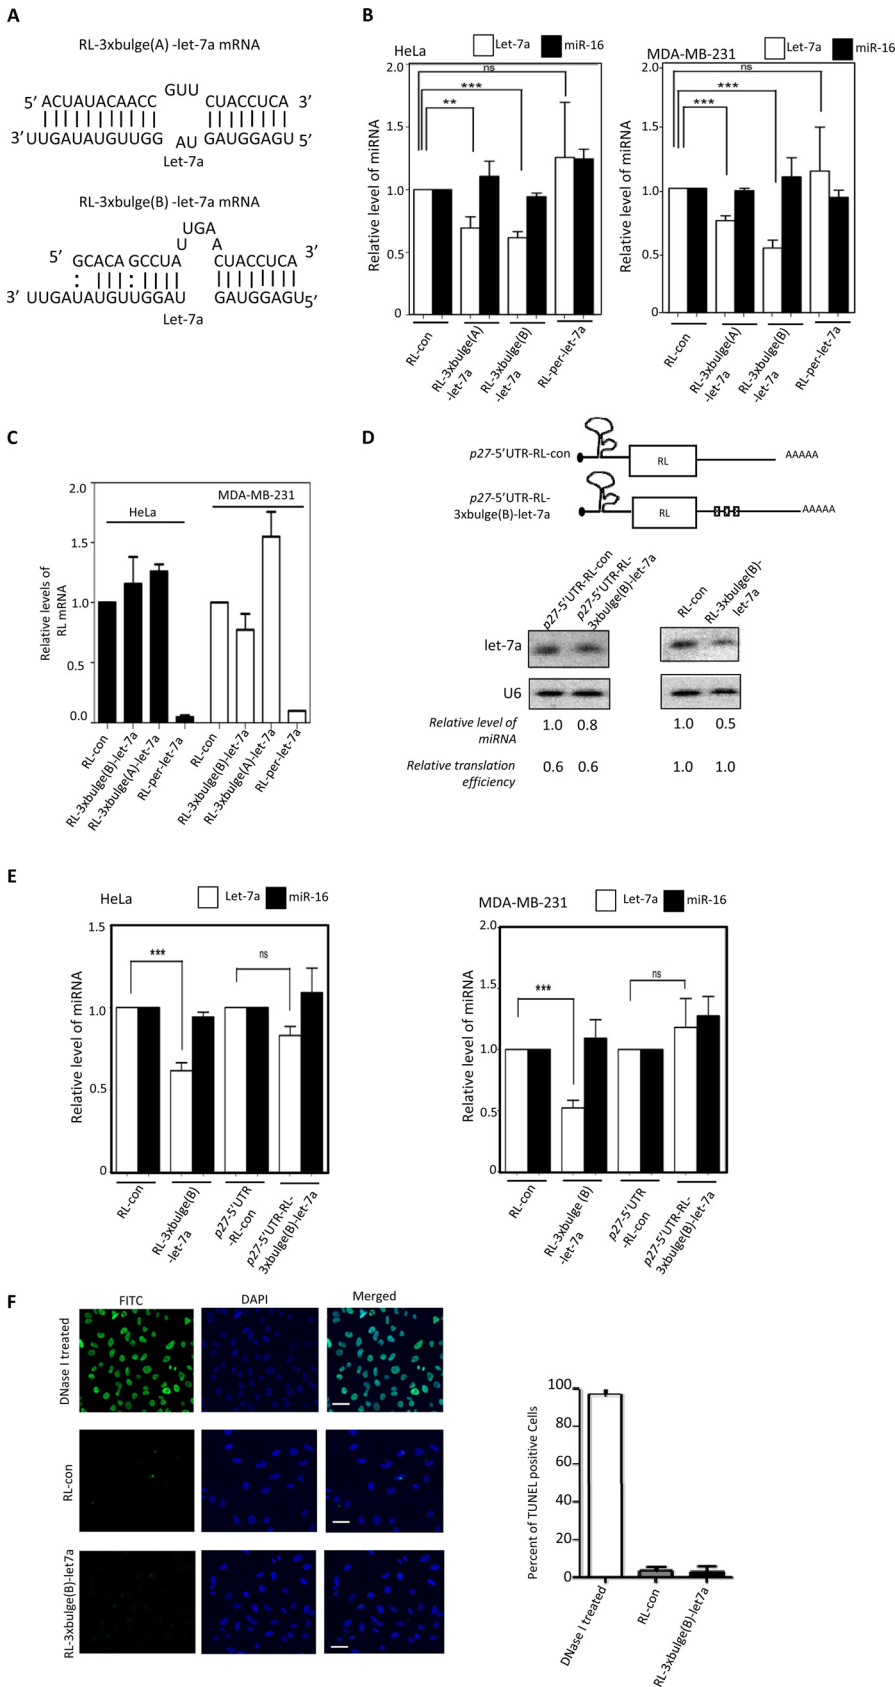 A
RL-3xbulge(A) -let-7a mRNA
GUU
5’ ACUAUACAACC CUACCUCA 3’
3’ UUGAUAUGUUGG AU GAUGGAGU 5’
Let-7a
RL-3xbulge(B) -let-7a mRNA
UGA
U A
5’ GCACA GCCUA CUACCUCA 3’
3’ UUGAUAUGUUGGAU GAUGGAGU 5’
Let-7a
B
HeLa
Let-7a miR-16
Relative level of miRNA
2.0
1.5
1.0
0.5
0
ns
***
**
RL-con
RL-3xbulge(A)
-let-7a
RL-3xbulge(B)
-let-7a
RL-per-let-7a
MDA-MB-231
Let-7a miR-16
Relative level of miRNA
2.0
1.5
1.0
0.5
0
ns
***
***
RL-con
RL-3xbulge(A)
-let-7a
RL-3xbulge(B)
-let-7a
RL-per-let-7a
C
Relative levels of
RL mRNA
2.0
1.5
1.0
0.5
0.0
HeLa
MDA-MB-231
RL-con
RL-3xbulge(B)-let-7a
RL-3xbulge(A)-let-7a
RL-per-let-7a
RL-con
RL-3xbulge(B)-let-7a
RL-3xbulge(A)-let-7a
RL-per-let-7a
D
p27-5’UTR-RL-con
RL
AAAAA
p27-5’UTR-RL-
3xbulge(B)-let-7a
RL
AAAAA
p27-5’UTR-RL-con
p27-5’UTR-RL-
3xbulge(B)-let-7a
RL-con
RL-3xbulge(B)-
let-7a
let-7a
U6
Relative level of
miRNA
1.0 0.8 1.0 0.5
Relative translation
efficiency
0.6 0.6 1.0 1.0
E
HeLa
Let-7a miR-16
Relative level of miRNA
1.5
1.0
0.5
0
***
ns
RL-con
RL-3xbulge(B)
-let-7a
p27-5’UTR
-RL-con
p27-5’UTR-RL-
3xbulge(B)-let-7a
MDA-MB-231
Let-7a miR-16
Relative level of miRNA
2.0
1.5
1.0
0.5
0
***
ns
RL-con
RL-3xbulge (B)
-let-7a
p27-5’UTR
-RL-con
p27-5’UTR-RL-
3xbulge(B)-let-7a
F
FITC DAPI Merged
DNase I treated
RL-con
RL-3xbulge(B)-let7a
Percent of TUNEL positive Cells
100
80
60
40
20
0
DNase I treated
RL-con
RL-3xbulge(B)-let7a